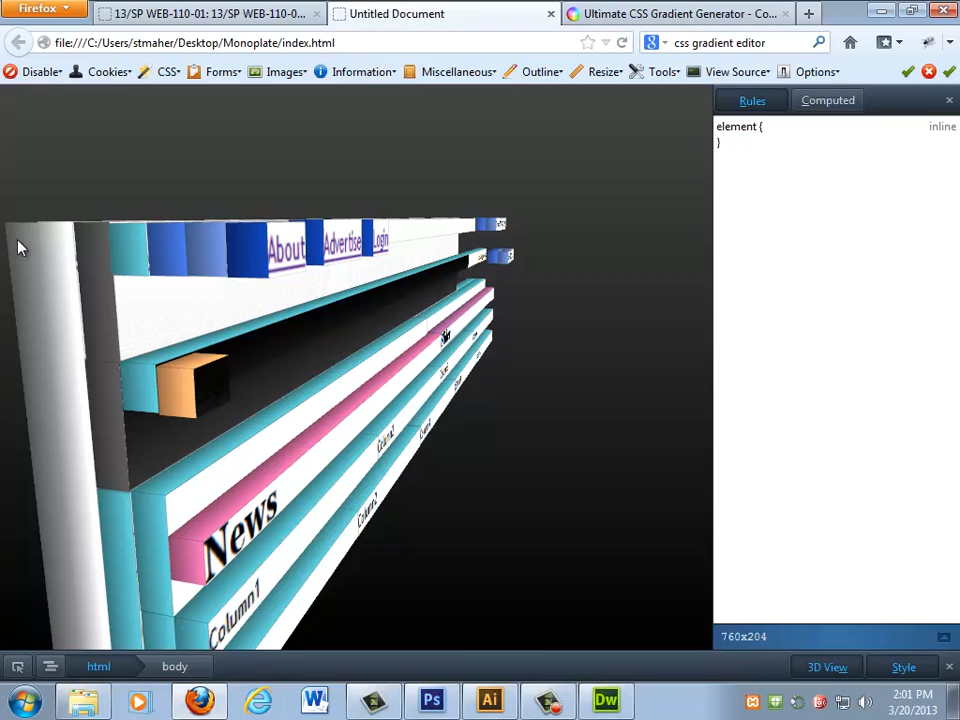 Firefox
13/SP WEB-110-01: 13/SP WEB-110-0...
Untitled Document
Ultimate CSS Gradient Generator - Co...
file:///C:/Users/stmaher/Desktop/Monoplate/index.html
css gradient editor
Disable
Cookies
CSS
Forms
Images
Information
Miscellaneous
Outline
Resize
Tools
View Source
Options
Rules
Computed
element {
inline
}
About
Advertise
Login
News
Column1
Column2
Column2
760x204
html
body
3D View
Style
2:01 PM
3/20/2013